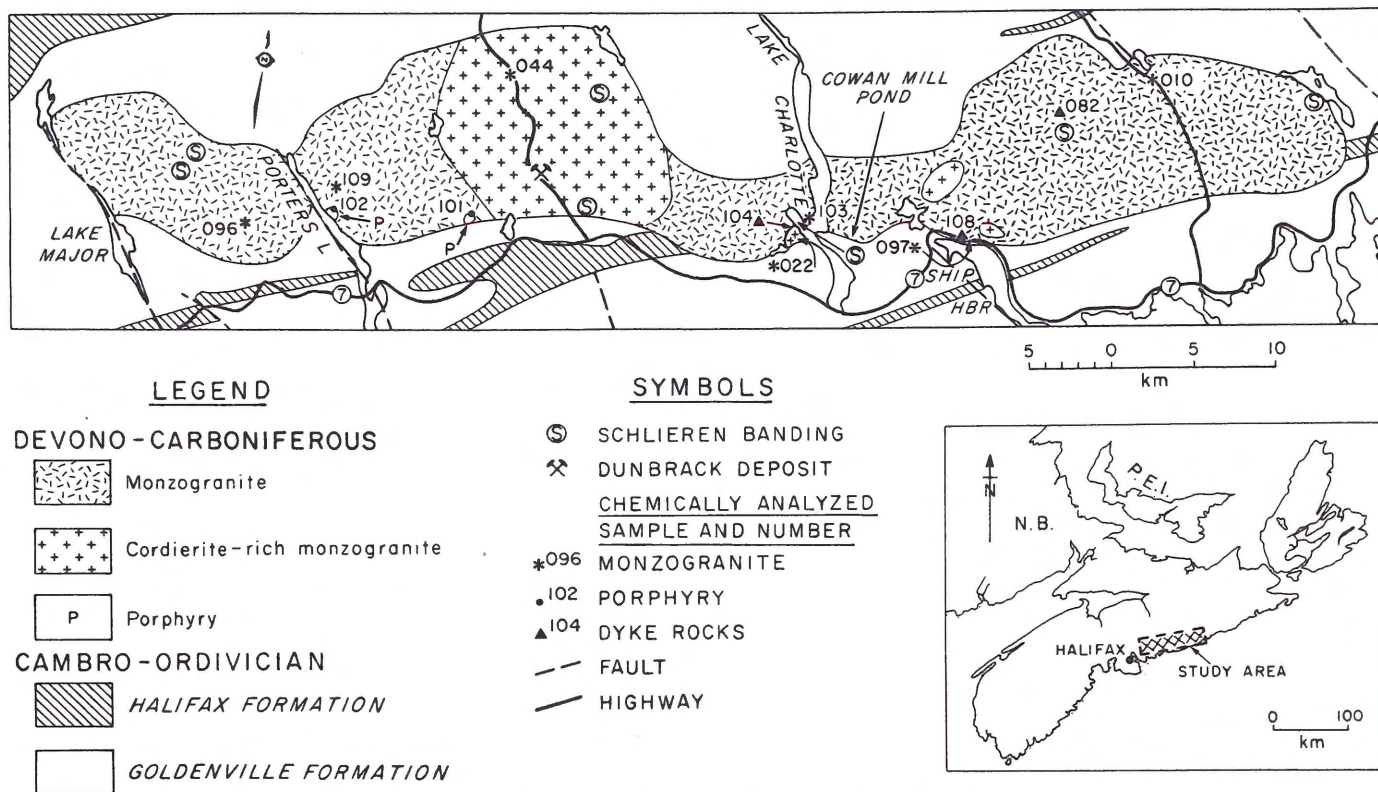 LAKE
CHARLOTTE
COWAN MILL
POND
044
010
082
S
S
S
S
S
S
S
N
PORTERS L.
109
102
P
101
P
096
104
103
108
097
022
LAKE
MAJOR
7
7
7
SHIP
HBR
5 0 5 10
km
LEGEND
DEVONO-CARBONIFEROUS
Monzogranite
Cordierite-rich monzogranite
P Porphyry
CAMBRO-ORDIVICIAN
HALIFAX FORMATION
GOLDENVILLE FORMATION
SYMBOLS
S SCHLIEREN BANDING
DUNBRACK DEPOSIT
CHEMICALLY ANALYZED
SAMPLE AND NUMBER
*096 MONZOGRANITE
•102 PORPHYRY
▲104 DYKE ROCKS
FAULT
HIGHWAY
N
P.E.I.
N.B.
HALIFAX
STUDY AREA
0 100
km